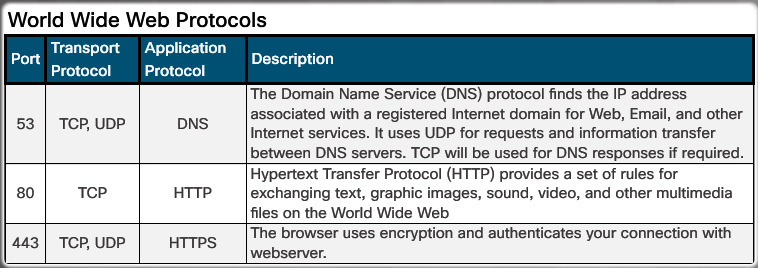 World Wide Web Protocols
Port
Transport
Protocol
Application
Protocol
Description
53
TCP, UDP
DNS
The Domain Name Service (DNS) protocol finds the IP address
associated with a registered Internet domain for Web, Email, and other
Internet services. It uses UDP for requests and information transfer
between DNS servers. TCP will be used for DNS responses if required.
80
TCP
HTTP
Hypertext Transfer Protocol (HTTP) provides a set of rules for
exchanging text, graphic images, sound, video, and other multimedia
files on the World Wide Web
443
TCP, UDP
HTTPS
The browser uses encryption and authenticates your connection with
webserver.